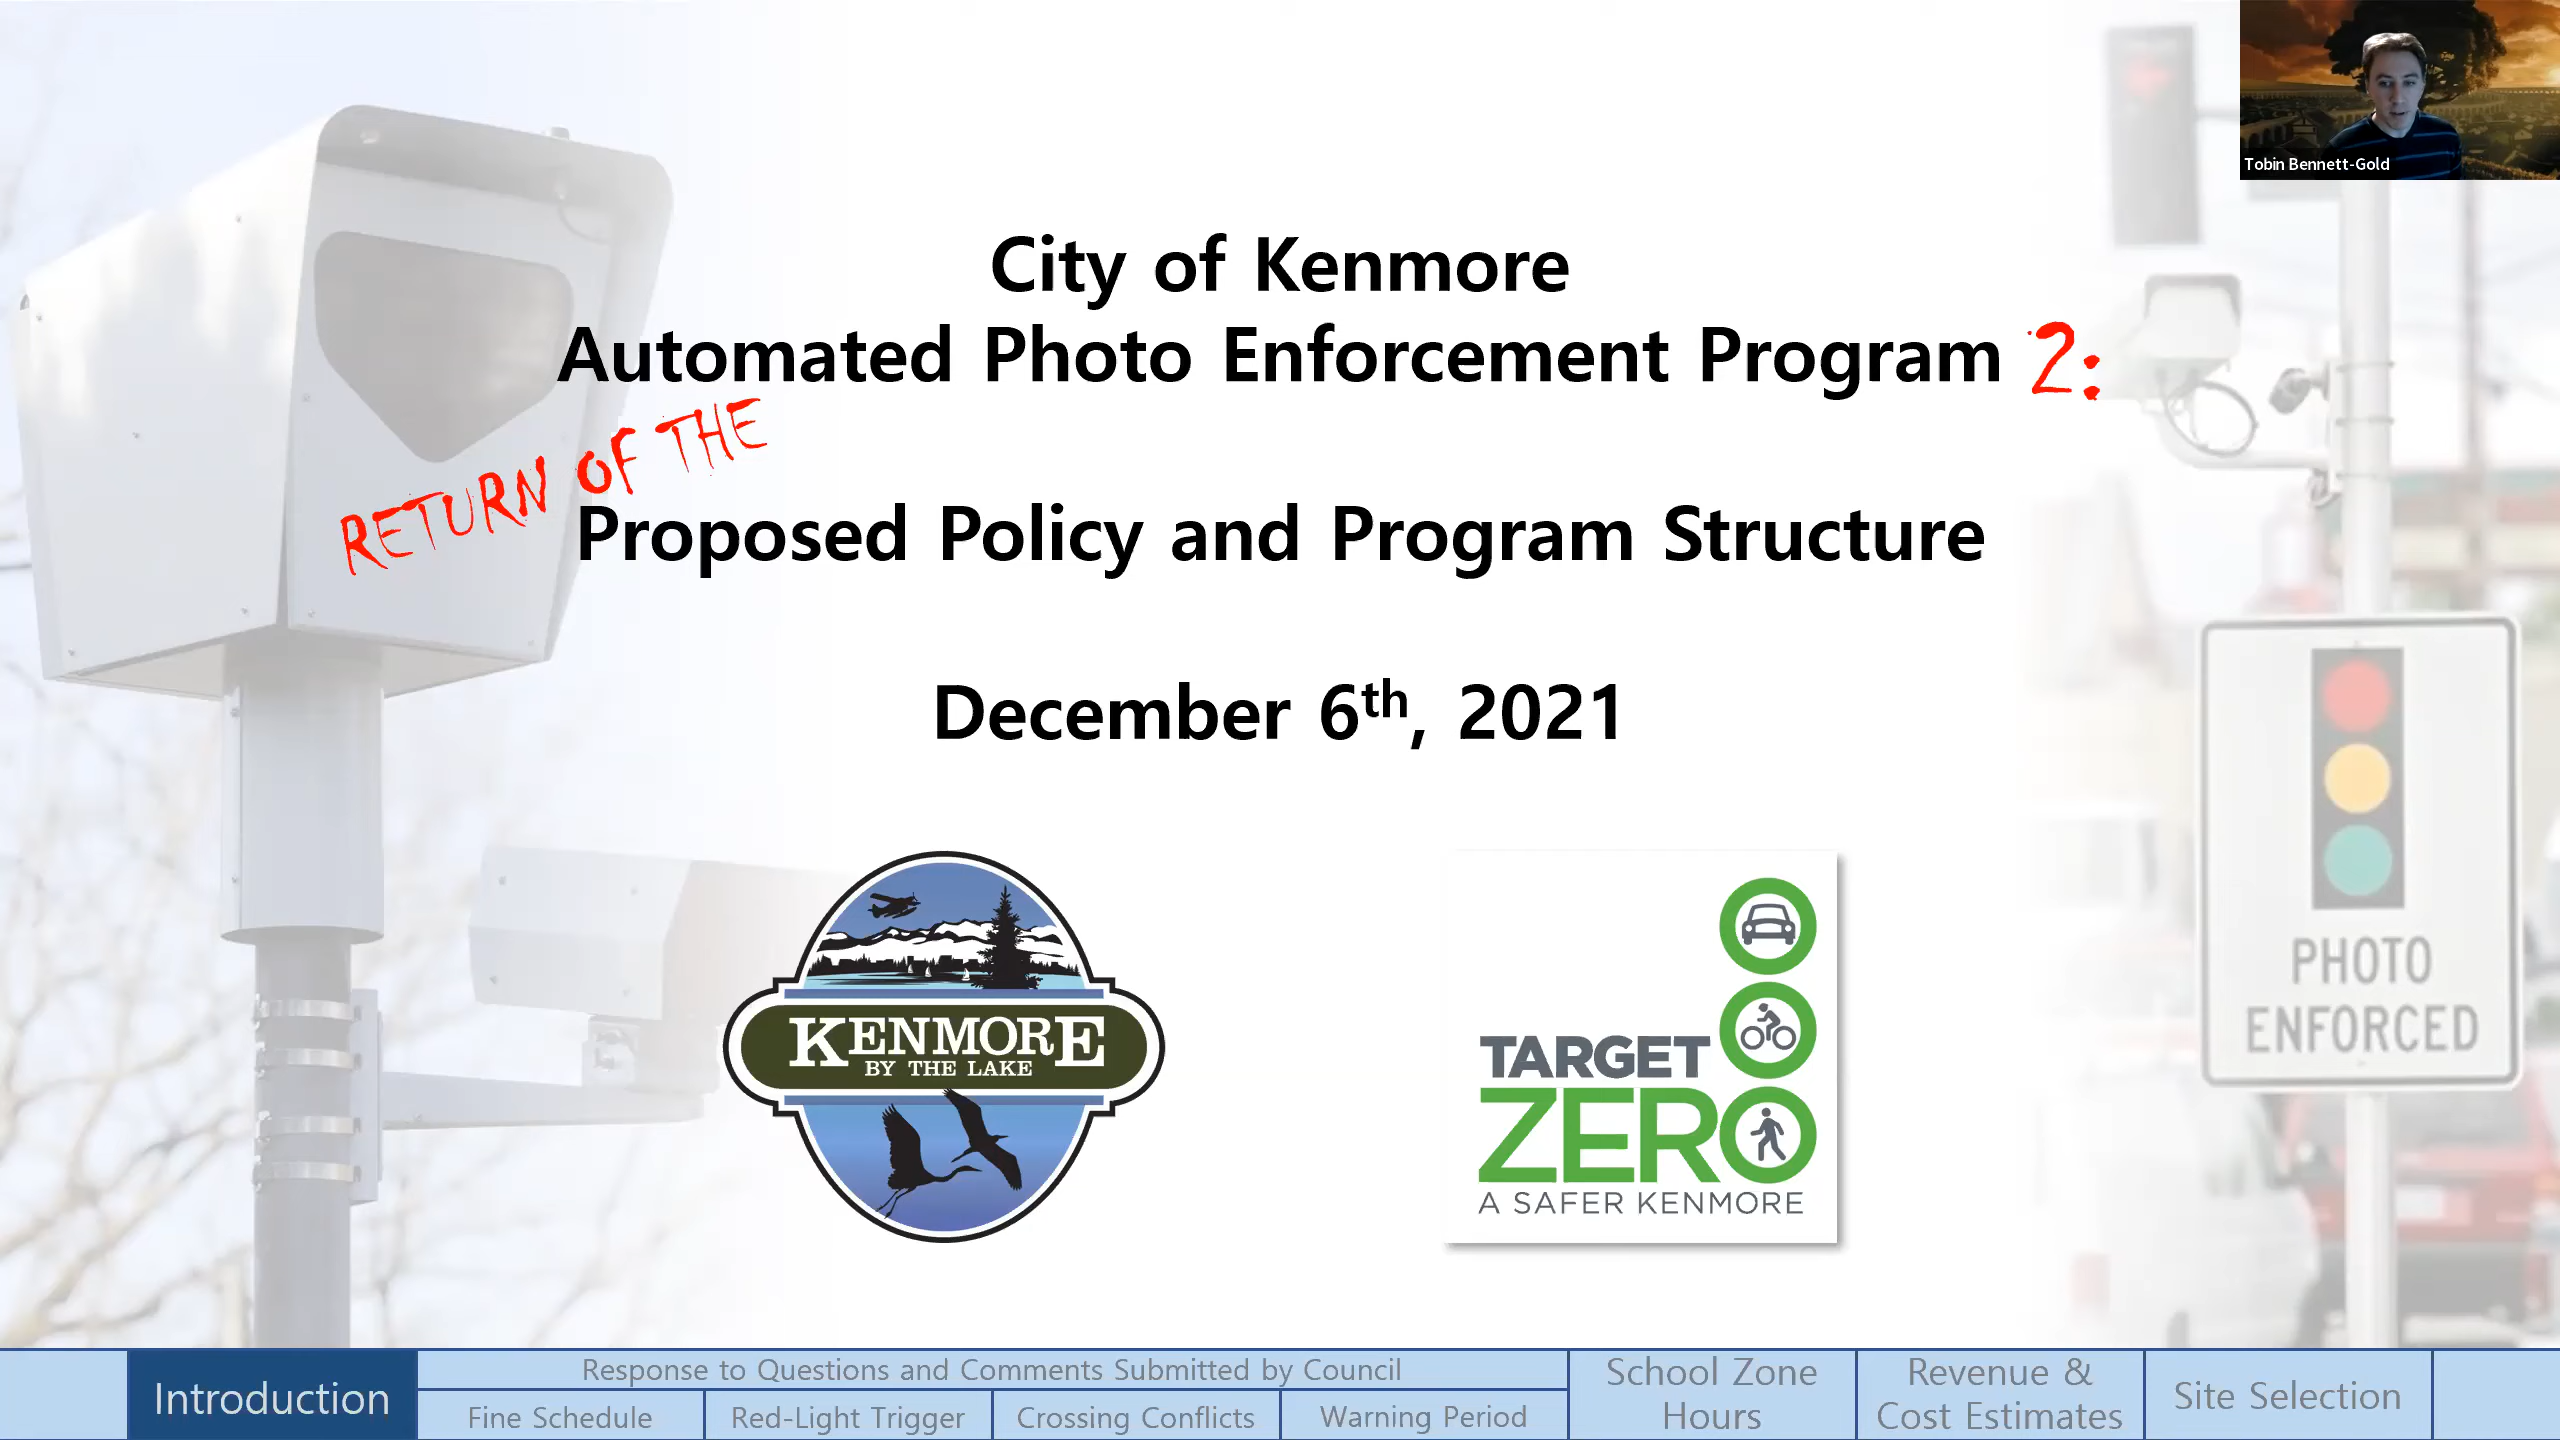 Tobin Bennett-Gold
City of Kenmore
Automated Photo Enforcement Program 2:
RETURN OF THE
Proposed Policy and Program Structure
December 6th, 2021
KENMORE
BY THE LAKE
TARGET
ZERO
A SAFER KENMORE
PHOTO
ENFORCED
Introduction
Response to Questions and Comments Submitted by Council
Fine Schedule
Red-Light Trigger
Crossing Conflicts
Warning Period
School Zone
Hours
Revenue &
Cost Estimates
Site Selection